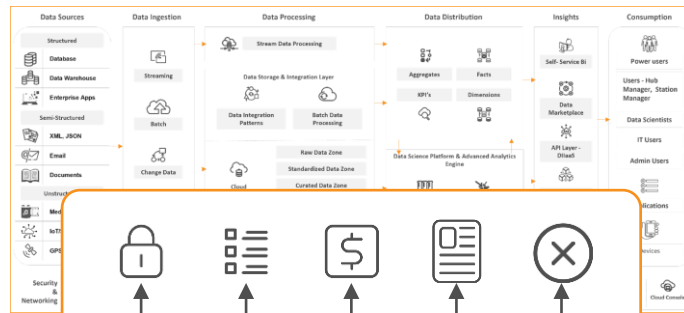 Data Sources
Data Ingestion
Data Processing
Data Distribution
Insights
Consumption
Structured
Database
Data Warehouse
Enterprise Apps
Semi-Structured
XML, JSON
Email
Documents
Streaming
Batch
Change Data
Stream Data Processing
Data Storage & Integration Layer
Data Integration
Patterns
Batch Data
Processing
Cloud
Raw Data Zone
Standardized Data Zone
Curated Data Zone
Aggregates
Facts
KPI's
Dimensions
Data Science Platform & Advanced Analytics
Engine
Self- Service BI
Data
Marketplace
API Layer -
Power users
Users - Hub
Manager, Station
Manager
Data Scientists
IT Users
Admin Users
Security
&
Networking
$